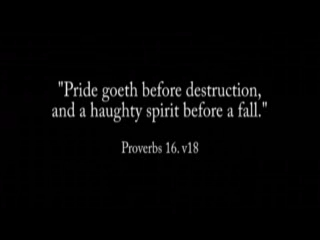 "Pride goeth before destruction,
and a haughty spirit before a fall."
Proverbs 16. v18